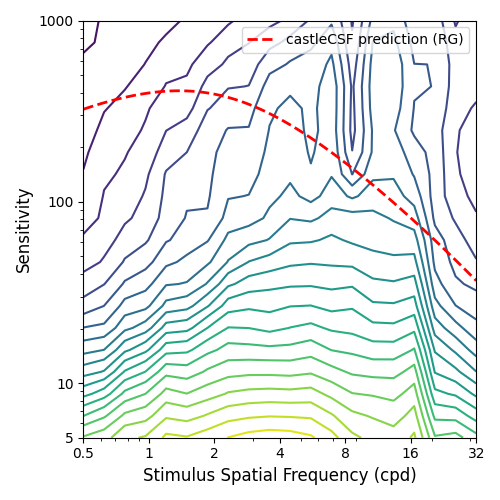 1000
castleCSF prediction (RG)
100
10
5
Sensitivity
0.5 1 2 4 8 16 32
Stimulus Spatial Frequency (cpd)